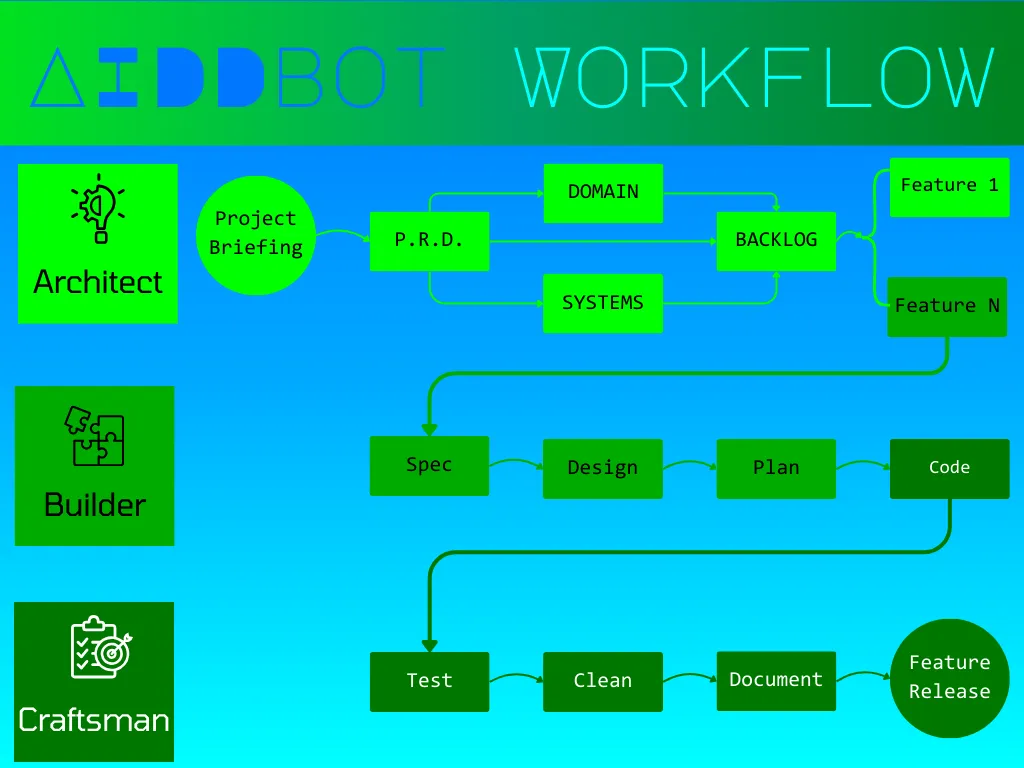 AIDDBOT WORKFLOW
Architect
Project
Briefing
P.R.D.
DOMAIN
SYSTEMS
BACKLOG
Feature 1
Feature N
Builder
Spec
Design
Plan
Code
Craftsman
Test
Clean
Document
Feature
Release